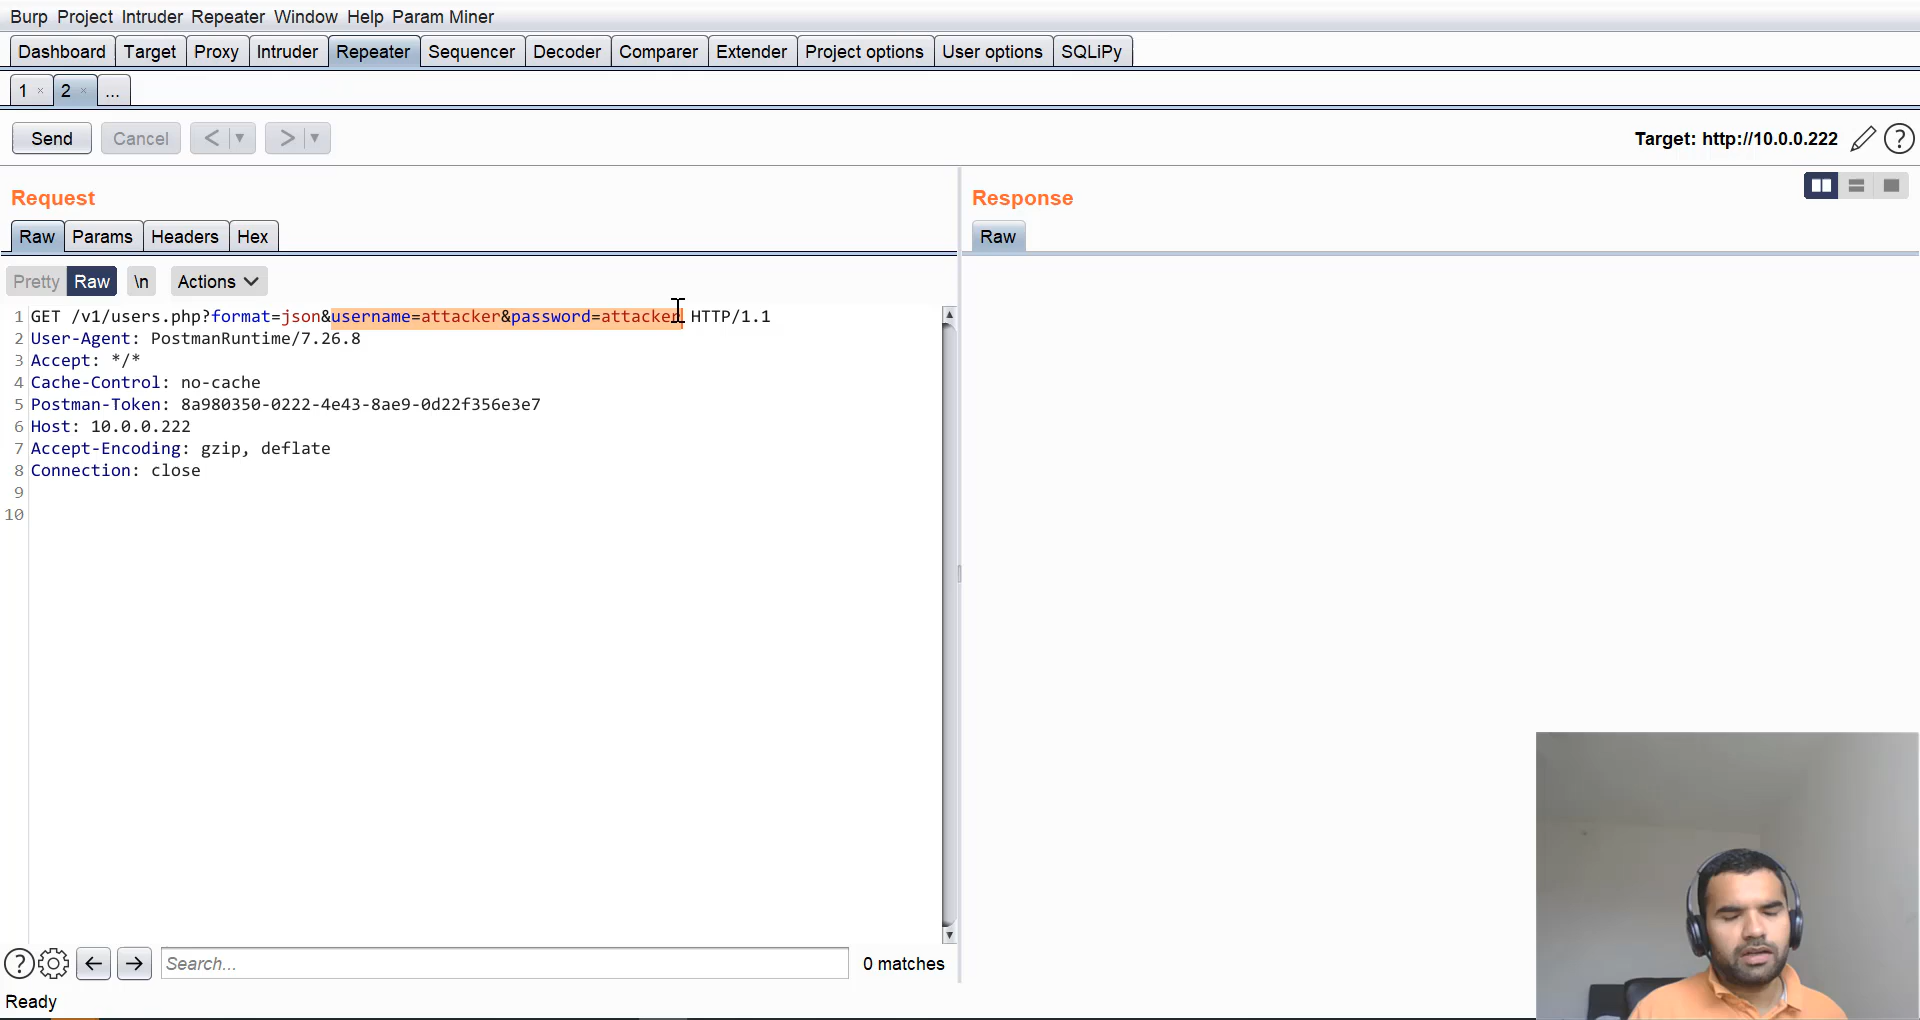 Burp Project Intruder Repeater Window Help Param Miner
Dashboard Target Proxy Intruder Repeater Sequencer Decoder Comparer Extender Project options User options SQLiPy
1 × 2 × ...
Send Cancel < ▼ > ▼ Target: http://10.0.0.222 ?
Request
Raw Params Headers Hex
Pretty Raw \n Actions
1 GET /v1/users.php?format=json&username=attacker&password=attacker HTTP/1.1
2 User-Agent: PostmanRuntime/7.26.8
3 Accept: */*
4 Cache-Control: no-cache
5 Postman-Token: 8a980350-0222-4e43-8ae9-0d22f356e3e7
6 Host: 10.0.0.222
7 Accept-Encoding: gzip, deflate
8 Connection: close
9
10
? Search... 0 matches
Ready
Response
Raw